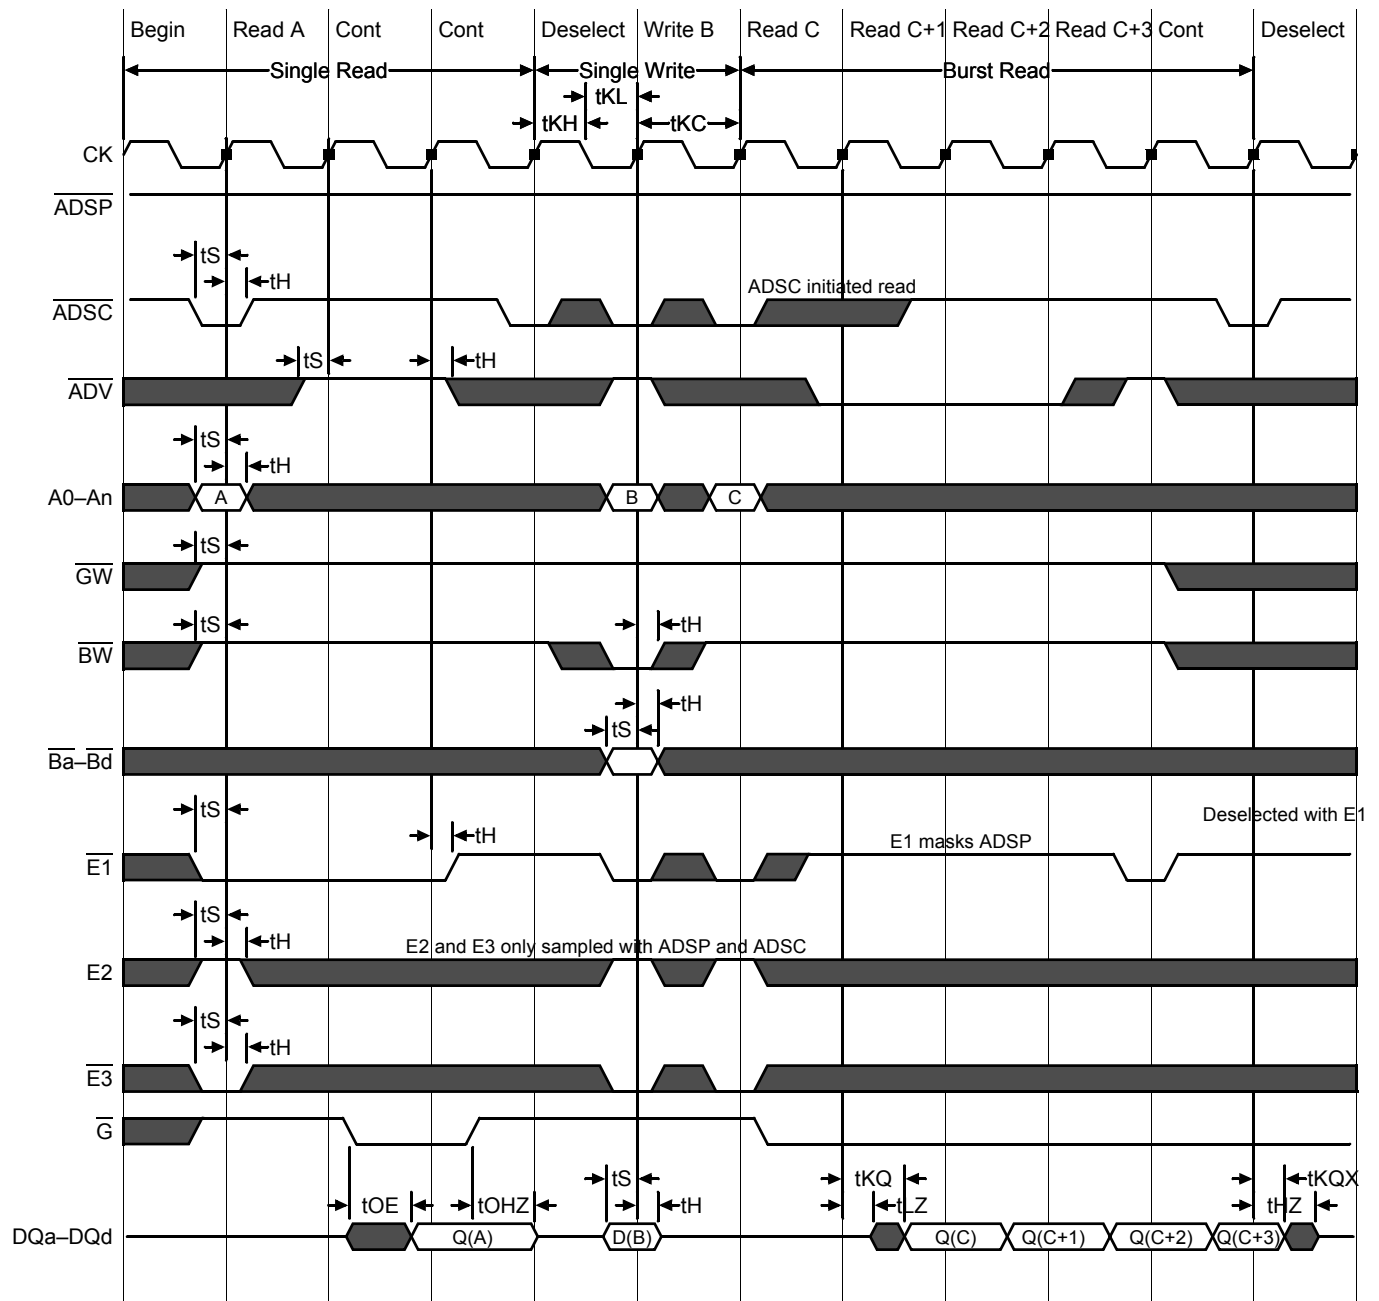 Begin Read A Cont Cont Deselect Write B Read C Read C+1 Read C+2 Read C+3 Cont Deselect
Single Read Single Write Burst Read
tKL
tKH tKC
CK
ADSP
tS
tH
ADSC initiated read
ADSC
tS tH
ADV
tS
tH
A0–An A B C
tS
GW
tS tH
BW
tH
tS
Ba–Bd
tS
Deselected with E1
tH
E1 masks ADSP
E1
tS
tH
E2 and E3 only sampled with ADSP and ADSC
E2
tS
tH
E3
G
tS tKQ tKQX
tOE tOHZ tH tLZ tHZ
DQa–DQd Q(A) D(B) Q(C) Q(C+1) Q(C+2) Q(C+3)